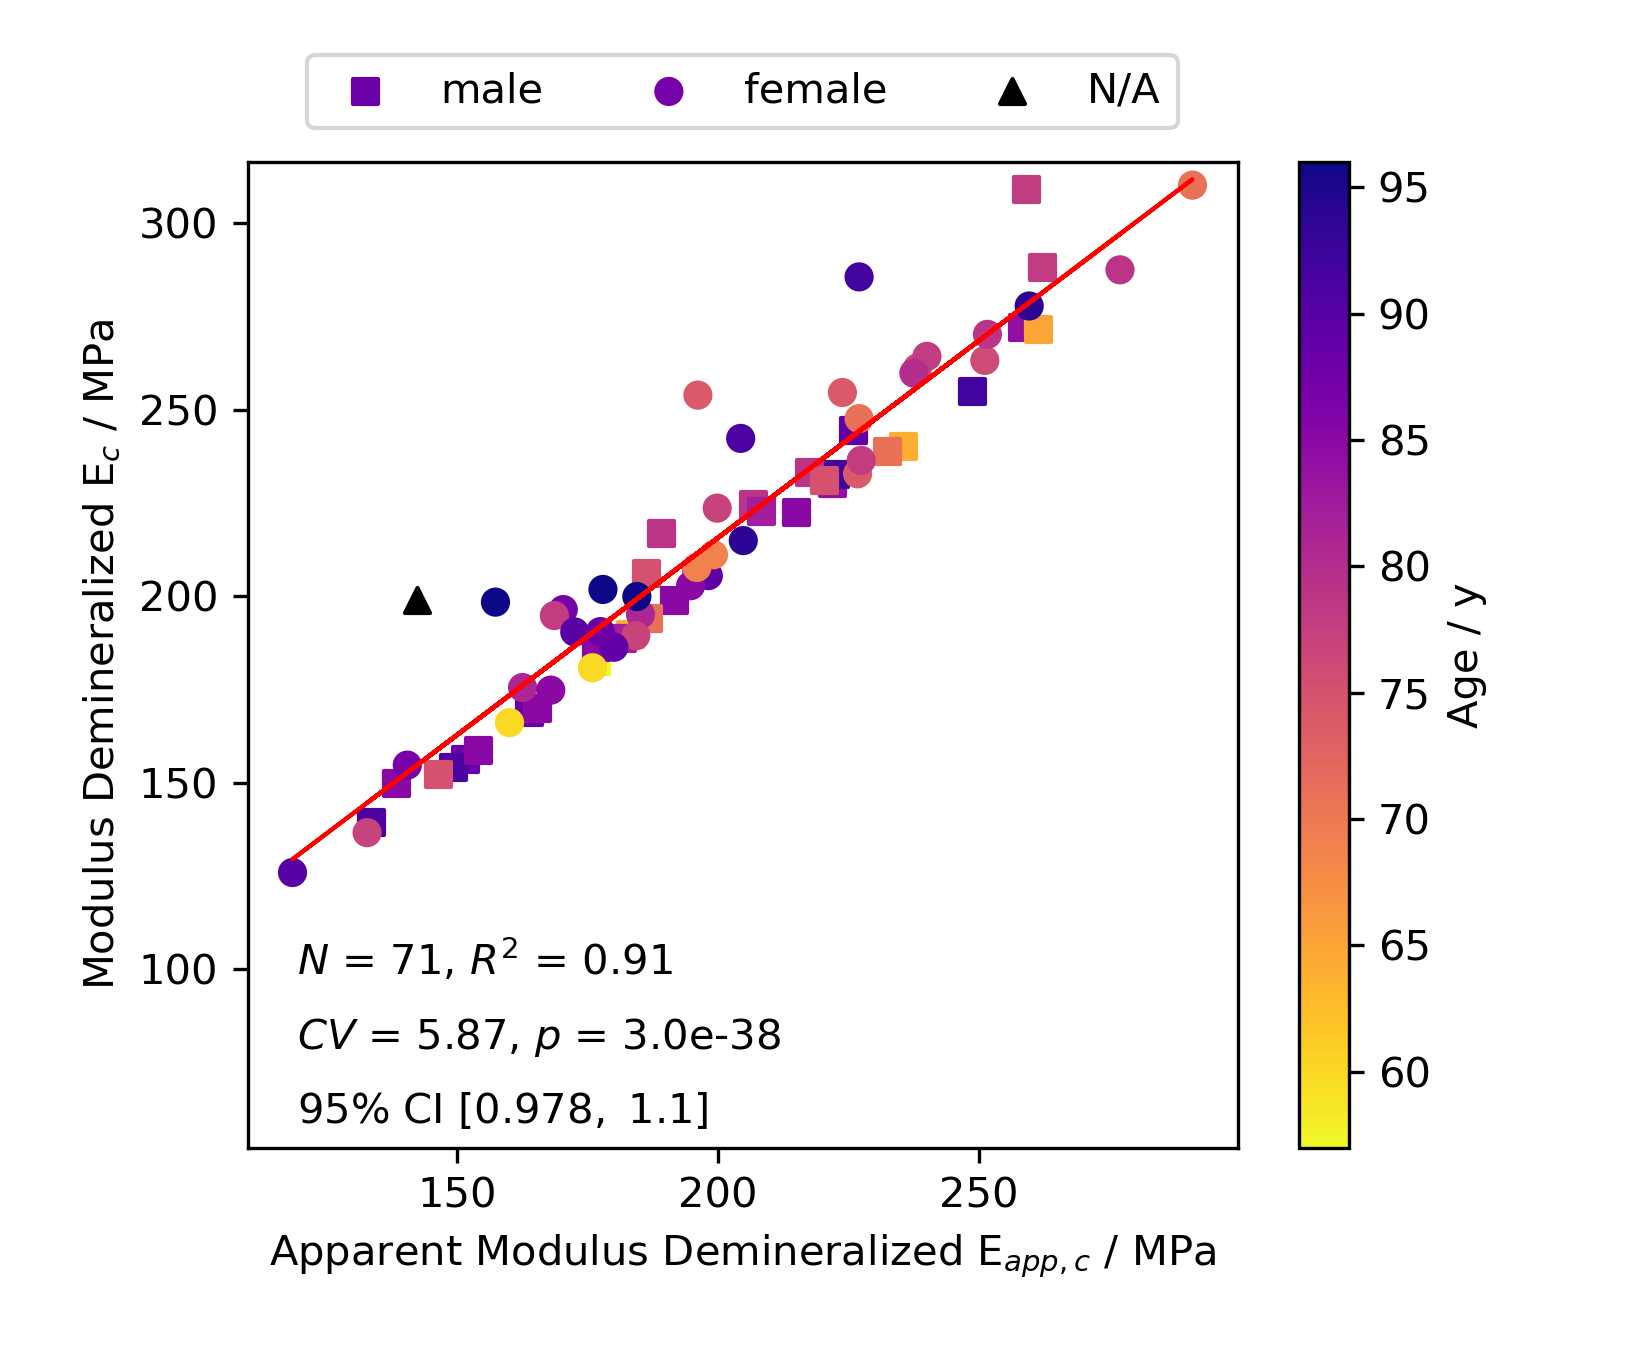 male female N/A
300
250
200
150
100
Modulus Demineralized E_c / MPa
N = 71, R² = 0.91
CV = 5.87, p = 3.0e-38
95% CI [0.978, 1.1]
150 200 250
Apparent Modulus Demineralized E_app,c / MPa
95
90
85
80
75
70
65
60
Age / y